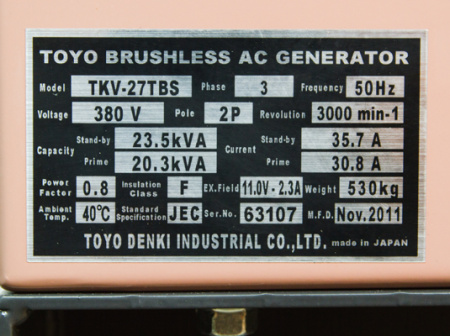 TOYO BRUSHLESS AC GENERATOR
Model TKV-27TBS Phase 3 Frequency 50Hz
Voltage 380 V Pole 2P Revolution 3000 min-1
Capacity Stand-by 23.5kVA Current Stand-by 35.7 A
Prime 20.3kVA Prime 30.8 A
Power Factor 0.8 Insulation Class F EX.Field 11.0V-2.3A Weight 530kg
Ambient Temp. 40°C Standard Specification JEC Ser.No. 63107 M.F.D. Nov.2011
TOYO DENKI INDUSTRIAL CO.,LTD. made in JAPAN